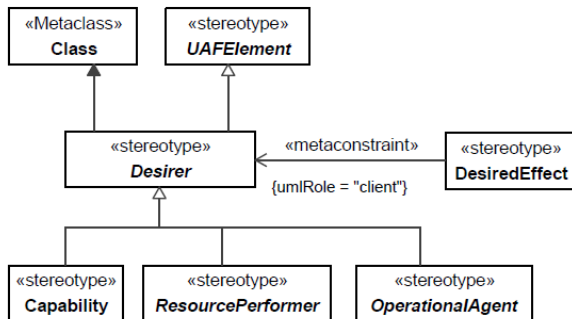 «Metaclass»
Class
«stereotype»
UAFElement
«stereotype»
Desirer
«metaconstraint»
{umlRole = "client"}
«stereotype»
DesiredEffect
«stereotype»
Capability
«stereotype»
ResourcePerformer
«stereotype»
OperationalAgent